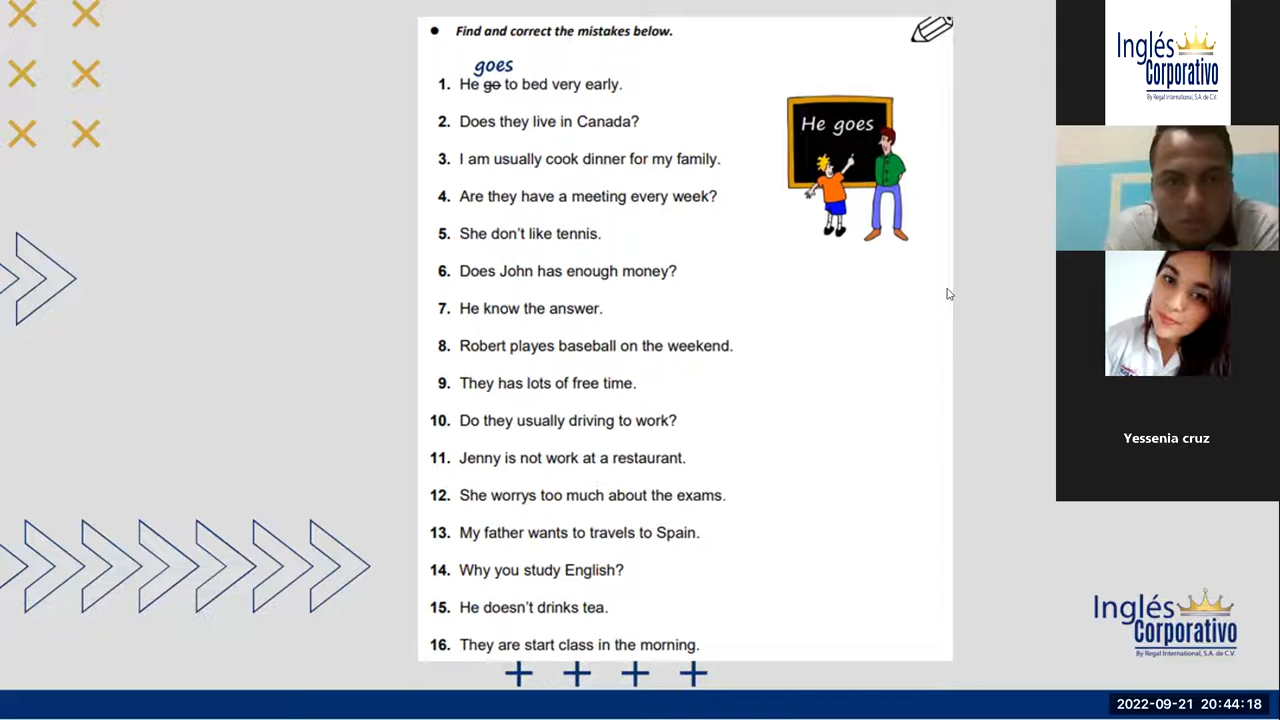 ● Find and correct the mistakes below.
goes
1. He go to bed very early.
2. Does they live in Canada?
3. I am usually cook dinner for my family.
4. Are they have a meeting every week?
5. She don't like tennis.
6. Does John has enough money?
7. He know the answer.
8. Robert playes baseball on the weekend.
9. They has lots of free time.
10. Do they usually driving to work?
11. Jenny is not work at a restaurant.
12. She worrys too much about the exams.
13. My father wants to travels to Spain.
14. Why you study English?
15. He doesn't drinks tea.
16. They are start class in the morning.
He goes
Inglés
Corporativo
By Regal International, S.A. de C.V.
Yessenia cruz
Inglés
Corporativo
By Regal International, S.A. de C.V.
2022-09-21 20:44:18